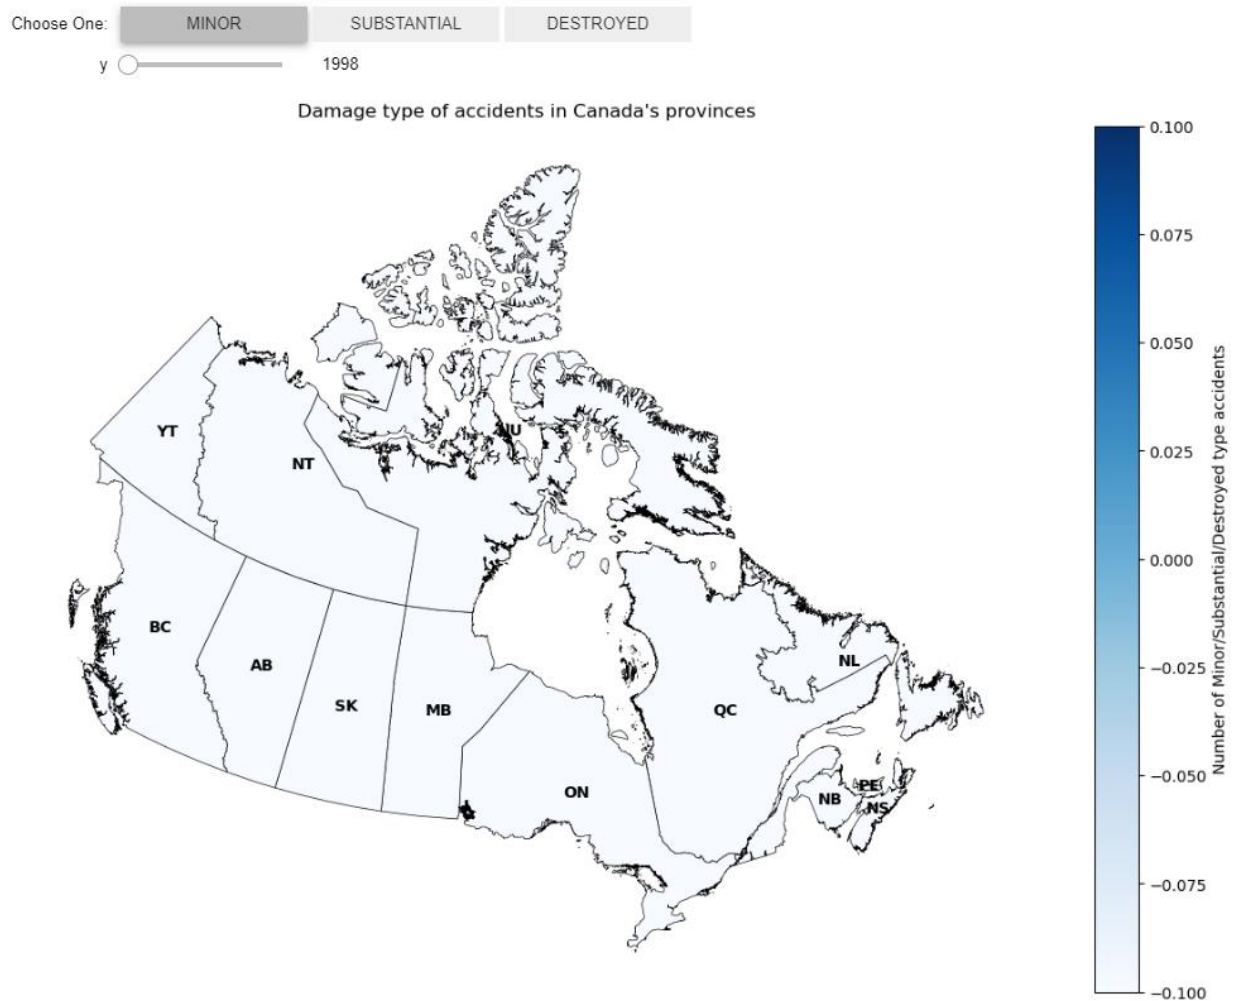 Choose One: MINOR SUBSTANTIAL DESTROYED
y 1998
Damage type of accidents in Canada's provinces
0.100
0.075
0.050
0.025
0.000
−0.025
−0.050
−0.075
−0.100
Number of Minor/Substantial/Destroyed type accidents
YT
NT
NU
BC
AB
SK
MB
ON
QC
NL
NB
PE
NS